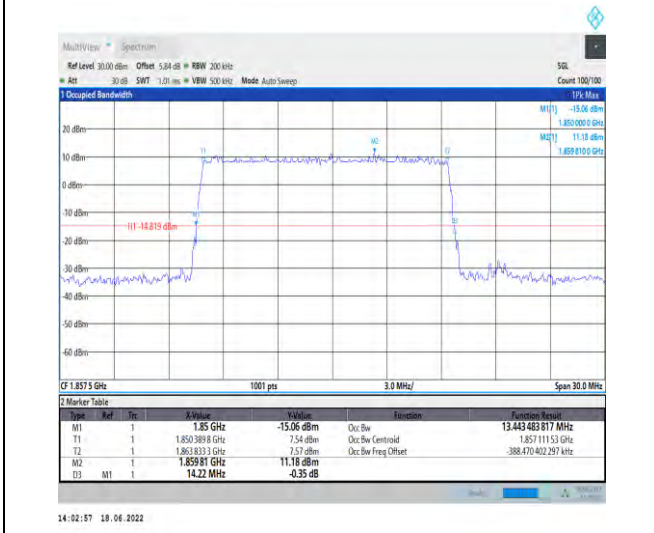 MultiView Spectrum
Ref Level 30.00 dBm Offset 5.84 dB RBW 200 kHz SGL
Att 30 dB SWT 1.01 ms VBW 500 kHz Mode Auto Sweep Count 100/100
1 Occupied Bandwidth 1Pk Max
M1[1] -15.06 dBm
1.850 000 0 GHz
M2[1] 11.18 dBm
1.859 810 0 GHz
20 dBm
M2
T1 T2
10 dBm
0 dBm
-10 dBm
M1
D3
H1 -14.819 dBm
-20 dBm
-30 dBm
-40 dBm
-50 dBm
-60 dBm
CF 1.857 5 GHz 1001 pts 3.0 MHz/ Span 30.0 MHz
2 Marker Table
Type Ref Trc X-Value Y-Value Function Function Result
M1 1 1.85 GHz -15.06 dBm Occ Bw 13.443 483 817 MHz
T1 1 1.850 389 8 GHz 7.54 dBm Occ Bw Centroid 1.857 111 53 GHz
T2 1 1.863 833 3 GHz 7.57 dBm Occ Bw Freq Offset -388.470 402 297 kHz
M2 1 1.859 81 GHz 11.18 dBm
D3 M1 1 14.22 MHz -0.35 dB
14:02:57 18.06.2022